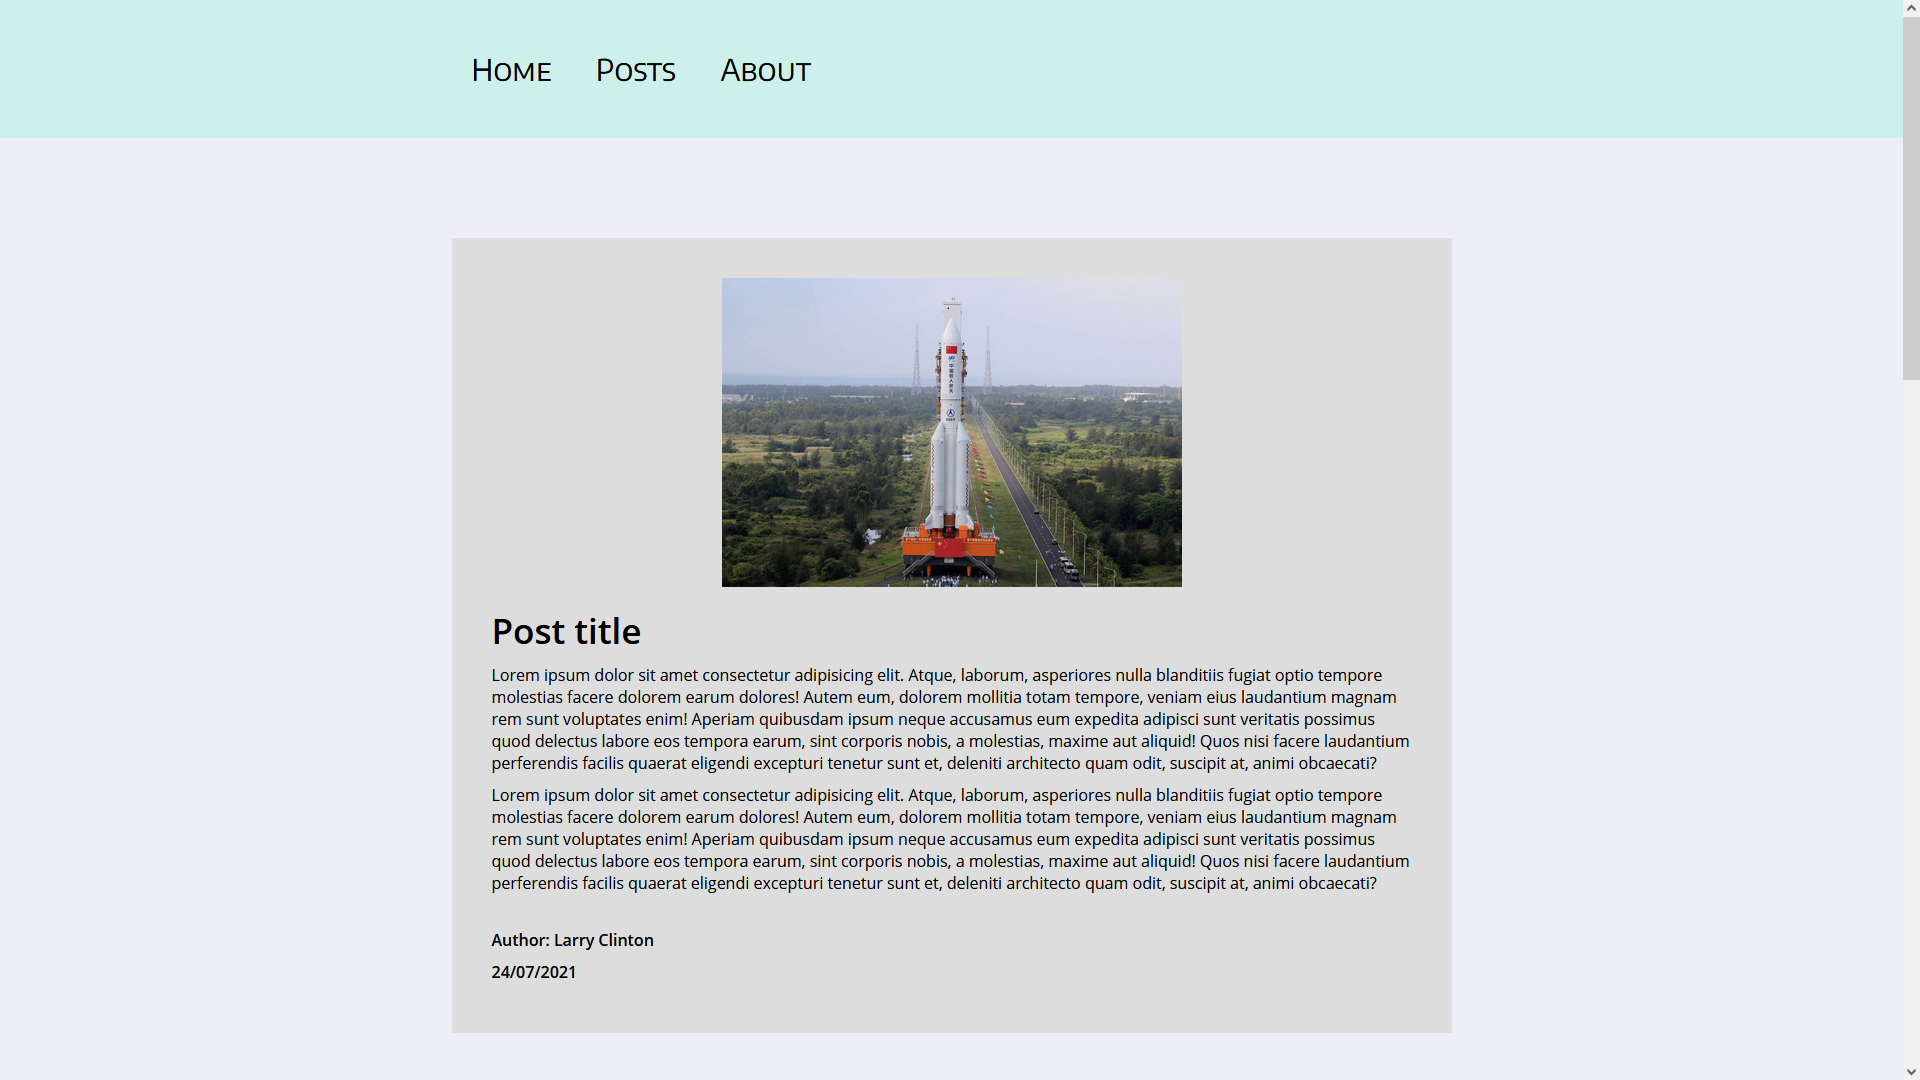 Home Posts About
Post title
Lorem ipsum dolor sit amet consectetur adipisicing elit. Atque, laborum, asperiores nulla blanditiis fugiat optio tempore
molestias facere dolorem earum dolores! Autem eum, dolorem mollitia totam tempore, veniam eius laudantium magnam
rem sunt voluptates enim! Aperiam quibusdam ipsum neque accusamus eum expedita adipisci sunt veritatis possimus
quod delectus labore eos tempora earum, sint corporis nobis, a molestias, maxime aut aliquid! Quos nisi facere laudantium
perferendis facilis quaerat eligendi excepturi tenetur sunt et, deleniti architecto quam odit, suscipit at, animi obcaecati?
Lorem ipsum dolor sit amet consectetur adipisicing elit. Atque, laborum, asperiores nulla blanditiis fugiat optio tempore
molestias facere dolorem earum dolores! Autem eum, dolorem mollitia totam tempore, veniam eius laudantium magnam
rem sunt voluptates enim! Aperiam quibusdam ipsum neque accusamus eum expedita adipisci sunt veritatis possimus
quod delectus labore eos tempora earum, sint corporis nobis, a molestias, maxime aut aliquid! Quos nisi facere laudantium
perferendis facilis quaerat eligendi excepturi tenetur sunt et, deleniti architecto quam odit, suscipit at, animi obcaecati?
Author: Larry Clinton
24/07/2021